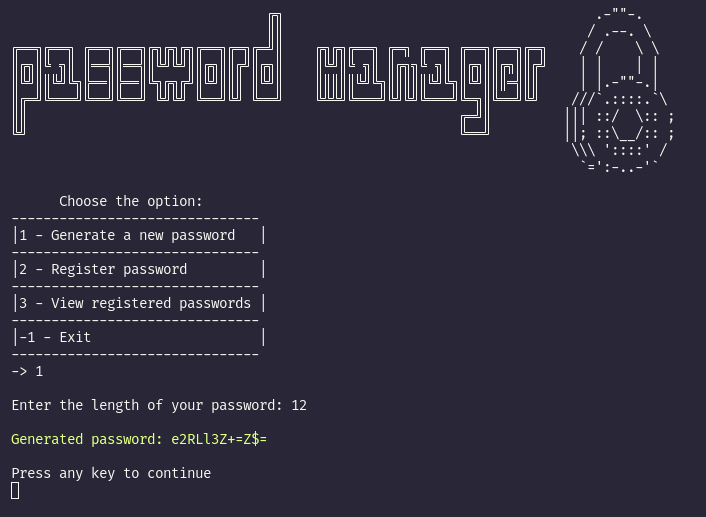 password manager
Choose the option:
1 - Generate a new password
2 - Register password
3 - View registered passwords
-1 - Exit
-> 1
Enter the length of your password: 12
Generated password: e2RLl3Z+=Z$=
Press any key to continue